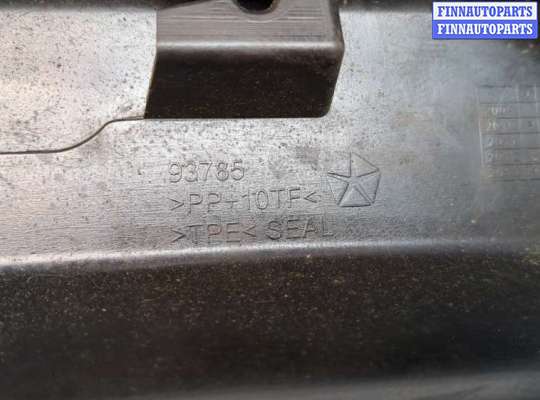 FINNAUTOPARTS
FINNAUTOPARTS
93785
>PP+10TF<
>TPE< SEAL